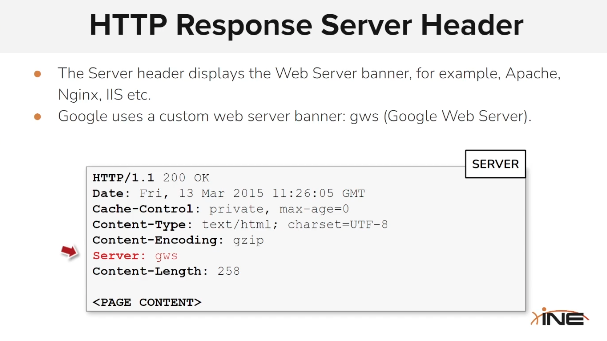 HTTP Response Server Header
● The Server header displays the Web Server banner, for example, Apache,
Nginx, IIS etc.
● Google uses a custom web server banner: gws (Google Web Server).
SERVER
HTTP/1.1 200 OK
Date: Fri, 13 Mar 2015 11:26:05 GMT
Cache-Control: private, max-age=0
Content-Type: text/html; charset=UTF-8
Content-Encoding: gzip
Server: gws
Content-Length: 258
<PAGE CONTENT>
INE